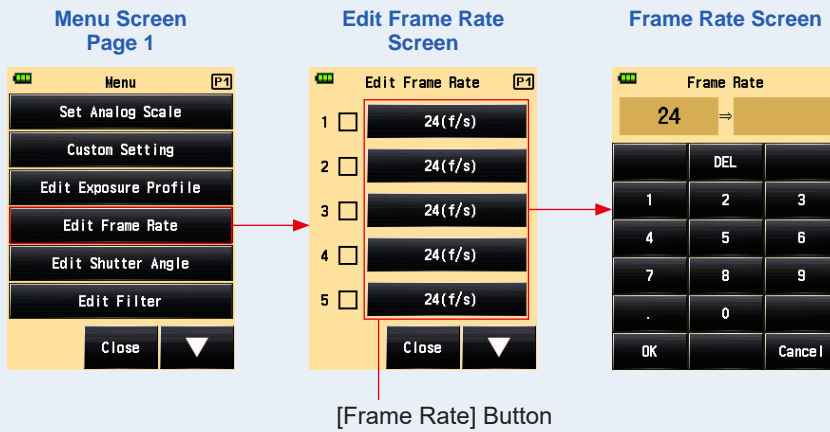 Menu Screen
Page 1
Menu P1
Set Analog Scale
Custom Setting
Edit Exposure Profile
Edit Frame Rate
Edit Shutter Angle
Edit Filter
Close
Edit Frame Rate
Screen
Edit Frame Rate P1
1 24(f/s)
2 24(f/s)
3 24(f/s)
4 24(f/s)
5 24(f/s)
Close
[Frame Rate] Button
Frame Rate Screen
Frame Rate
24 ⇒
DEL
1 2 3
4 5 6
7 8 9
. 0
OK Cancel